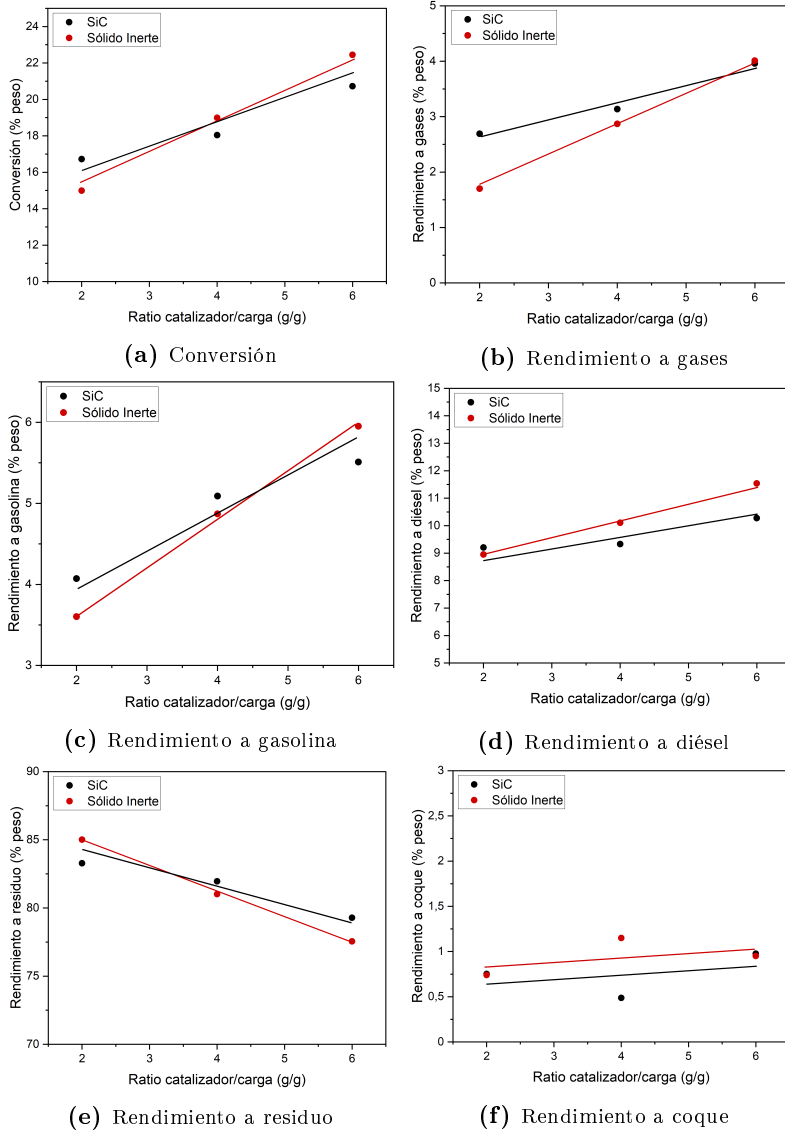 SiC
Sólido Inerte
24
22
20
18
16
14
12
10
Conversión (% peso)
2 3 4 5 6
Ratio catalizador/carga (g/g)
(a) Conversión
SiC
Sólido Inerte
5
4
3
2
1
0
Rendimiento a gases (% peso)
2 3 4 5 6
Ratio catalizador/carga (g/g)
(b) Rendimiento a gases
SiC
Sólido Inerte
6
5
4
3
Rendimiento a gasolina (% peso)
2 3 4 5 6
Ratio catalizador/carga (g/g)
(c) Rendimiento a gasolina
SiC
Sólido Inerte
15
14
13
12
11
10
9
8
7
6
5
Rendimiento a diésel (% peso)
2 3 4 5 6
Ratio catalizador/carga (g/g)
(d) Rendimiento a diésel
SiC
Sólido Inerte
90
85
80
75
70
Rendimiento a residuo (% peso)
2 3 4 5 6
Ratio catalizador/carga (g/g)
(e) Rendimiento a residuo
SiC
Sólido Inerte
3
2,5
2
1,5
1
0,5
0
Rendimiento a coque (% peso)
2 3 4 5 6
Ratio catalizador/carga (g/g)
(f) Rendimiento a coque